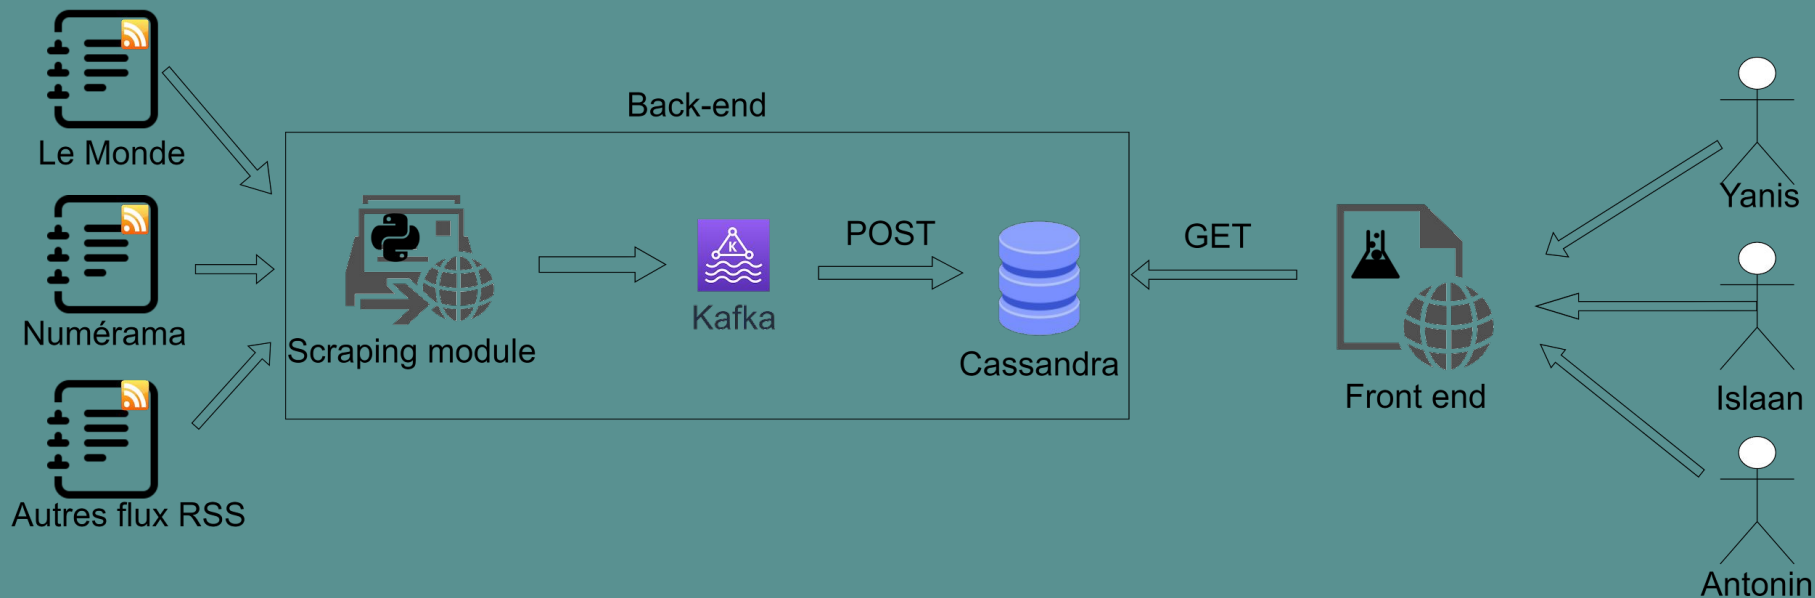 Back-end
Le Monde
Numérama
Autres flux RSS
Scraping module
K
Kafka
POST
Cassandra
GET
Front end
Yanis
Islaan
Antonin